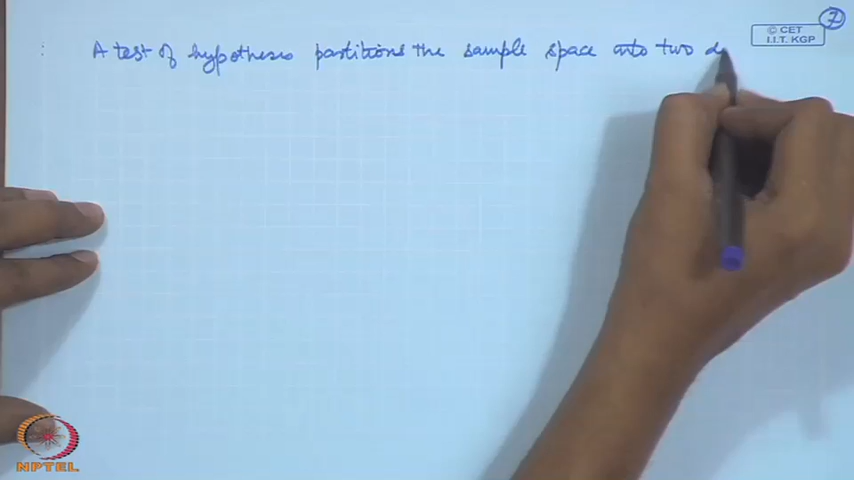 A test of hypothesis partitions the sample space into two
© CET
I.I.T. KGP
7
NPTEL